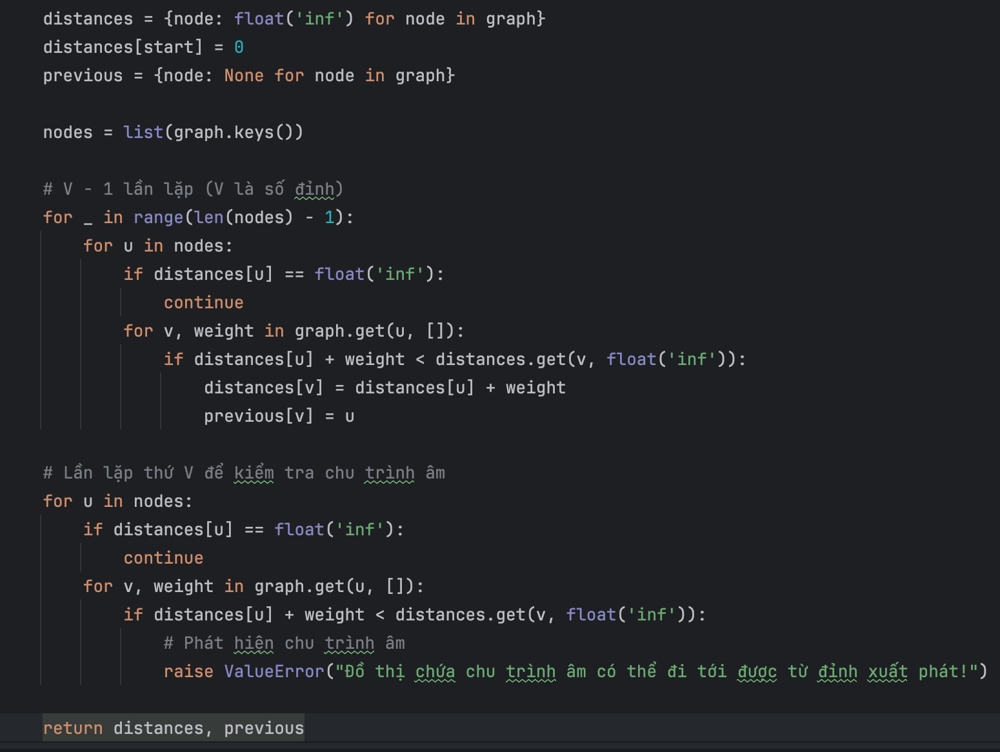 distances = {node: float('inf') for node in graph}
distances[start] = 0
previous = {node: None for node in graph}
nodes = list(graph.keys())
# V - 1 lần lặp (V là số đỉnh)
for _ in range(len(nodes) - 1):
for u in nodes:
if distances[u] == float('inf'):
continue
for v, weight in graph.get(u, []):
if distances[u] + weight < distances.get(v, float('inf')):
distances[v] = distances[u] + weight
previous[v] = u
# Lần lặp thứ V để kiểm tra chu trình âm
for u in nodes:
if distances[u] == float('inf'):
continue
for v, weight in graph.get(u, []):
if distances[u] + weight < distances.get(v, float('inf')):
# Phát hiện chu trình âm
raise ValueError("Đồ thị chứa chu trình âm có thể đi tới được từ đỉnh xuất phát!")
return distances, previous